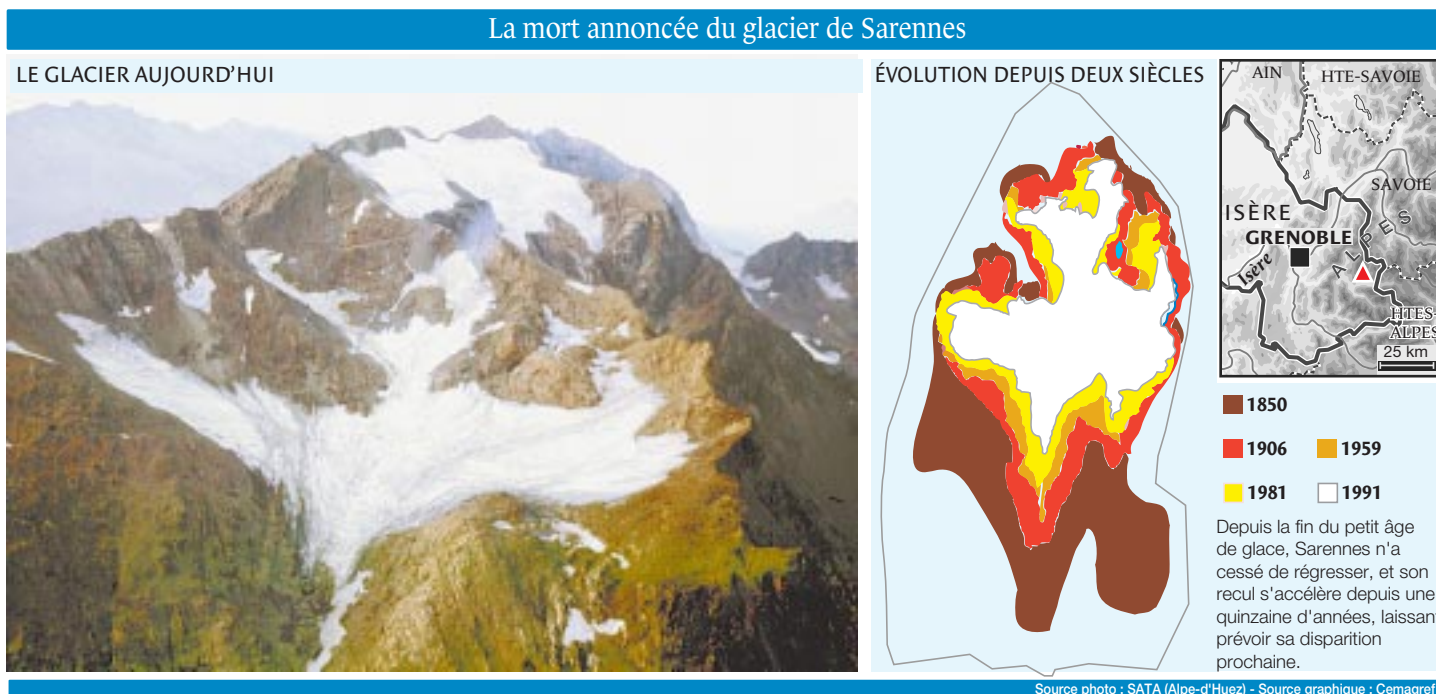 La mort annoncée du glacier de Sarennes
LE GLACIER AUJOURD'HUI
ÉVOLUTION DEPUIS DEUX SIÈCLES
AIN
HTE-SAVOIE
SAVOIE
ISÈRE
GRENOBLE
ALPES
Isère
HTES-
ALPES
25 km
1850
1906
1959
1981
1991
Depuis la fin du petit âge
de glace, Sarennes n'a
cessé de régresser, et son
recul s'accélère depuis une
quinzaine d'années, laissant
prévoir sa disparition
prochaine.
Source photo : SATA (Alpe-d'Huez) - Source graphique : Cemagref